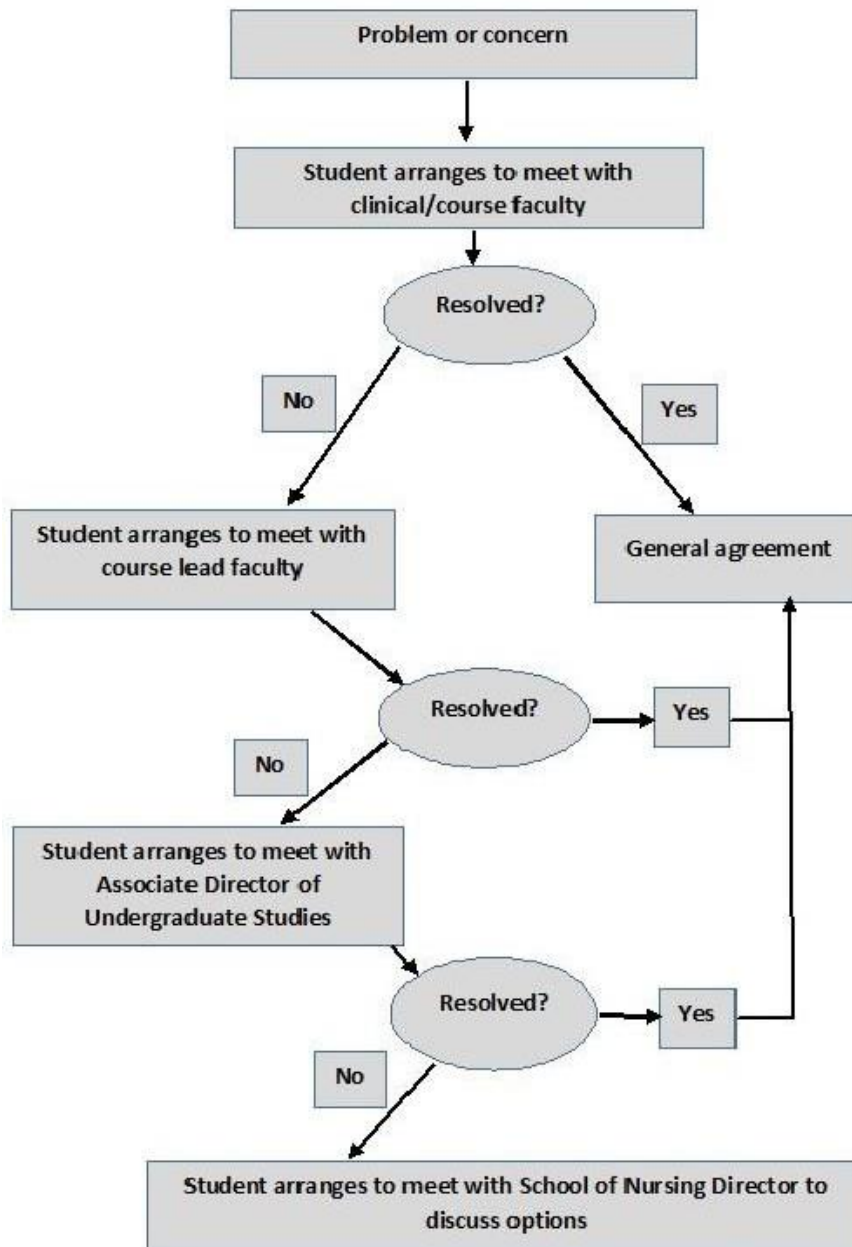 Problem or concern
Student arranges to meet with
clinical/course faculty
Resolved?
No
Yes
Student arranges to meet with
course lead faculty
General agreement
Resolved?
Yes
No
Student arranges to meet with
Associate Director of
Undergraduate Studies
Resolved?
Yes
No
Student arranges to meet with School of Nursing Director to
discuss options